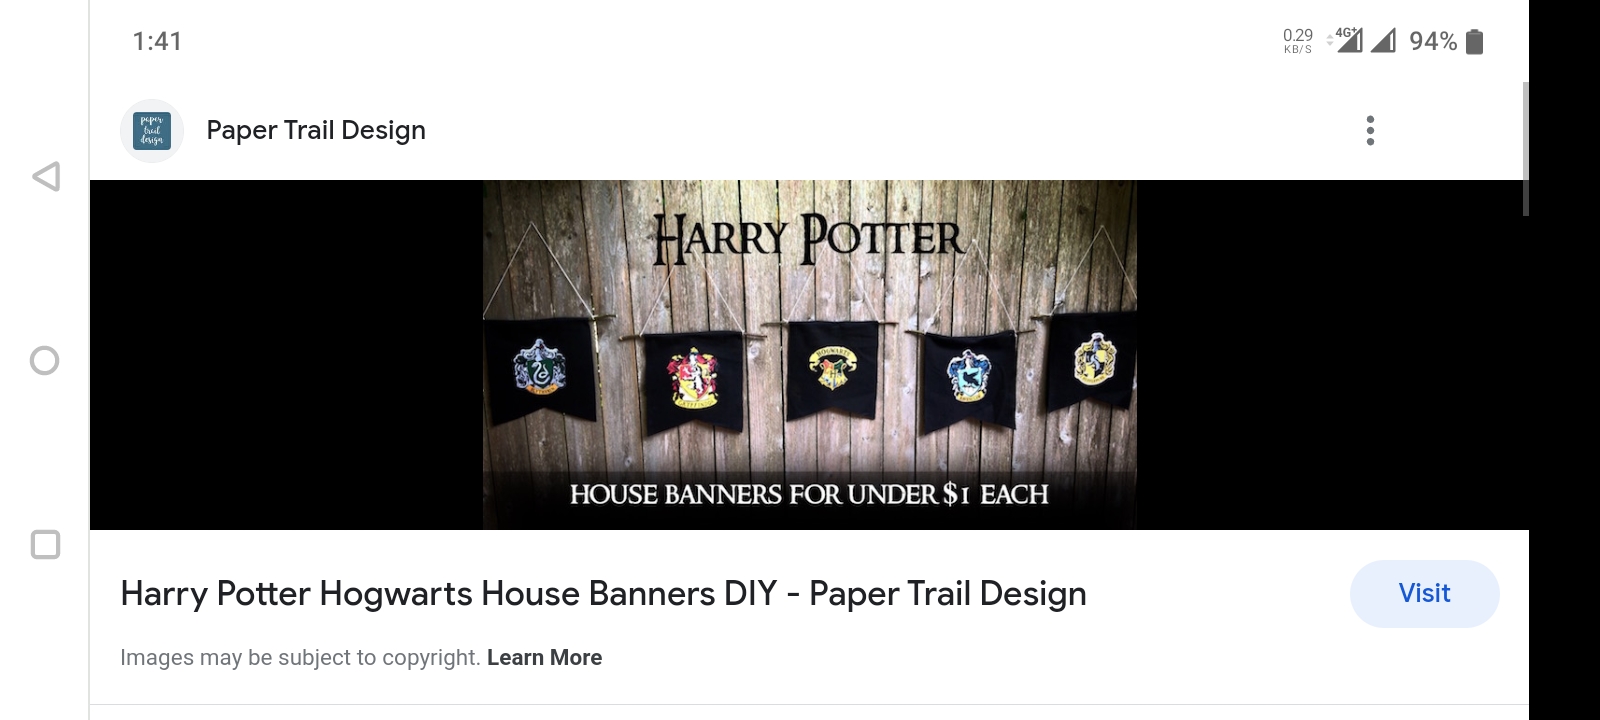 1:41
0.29
KB/S
4G+
94%
paper
trail
design
Paper Trail Design
HARRY POTTER
HOGWARTS
HOUSE BANNERS FOR UNDER $1 EACH
Harry Potter Hogwarts House Banners DIY - Paper Trail Design
Visit
Images may be subject to copyright. Learn More